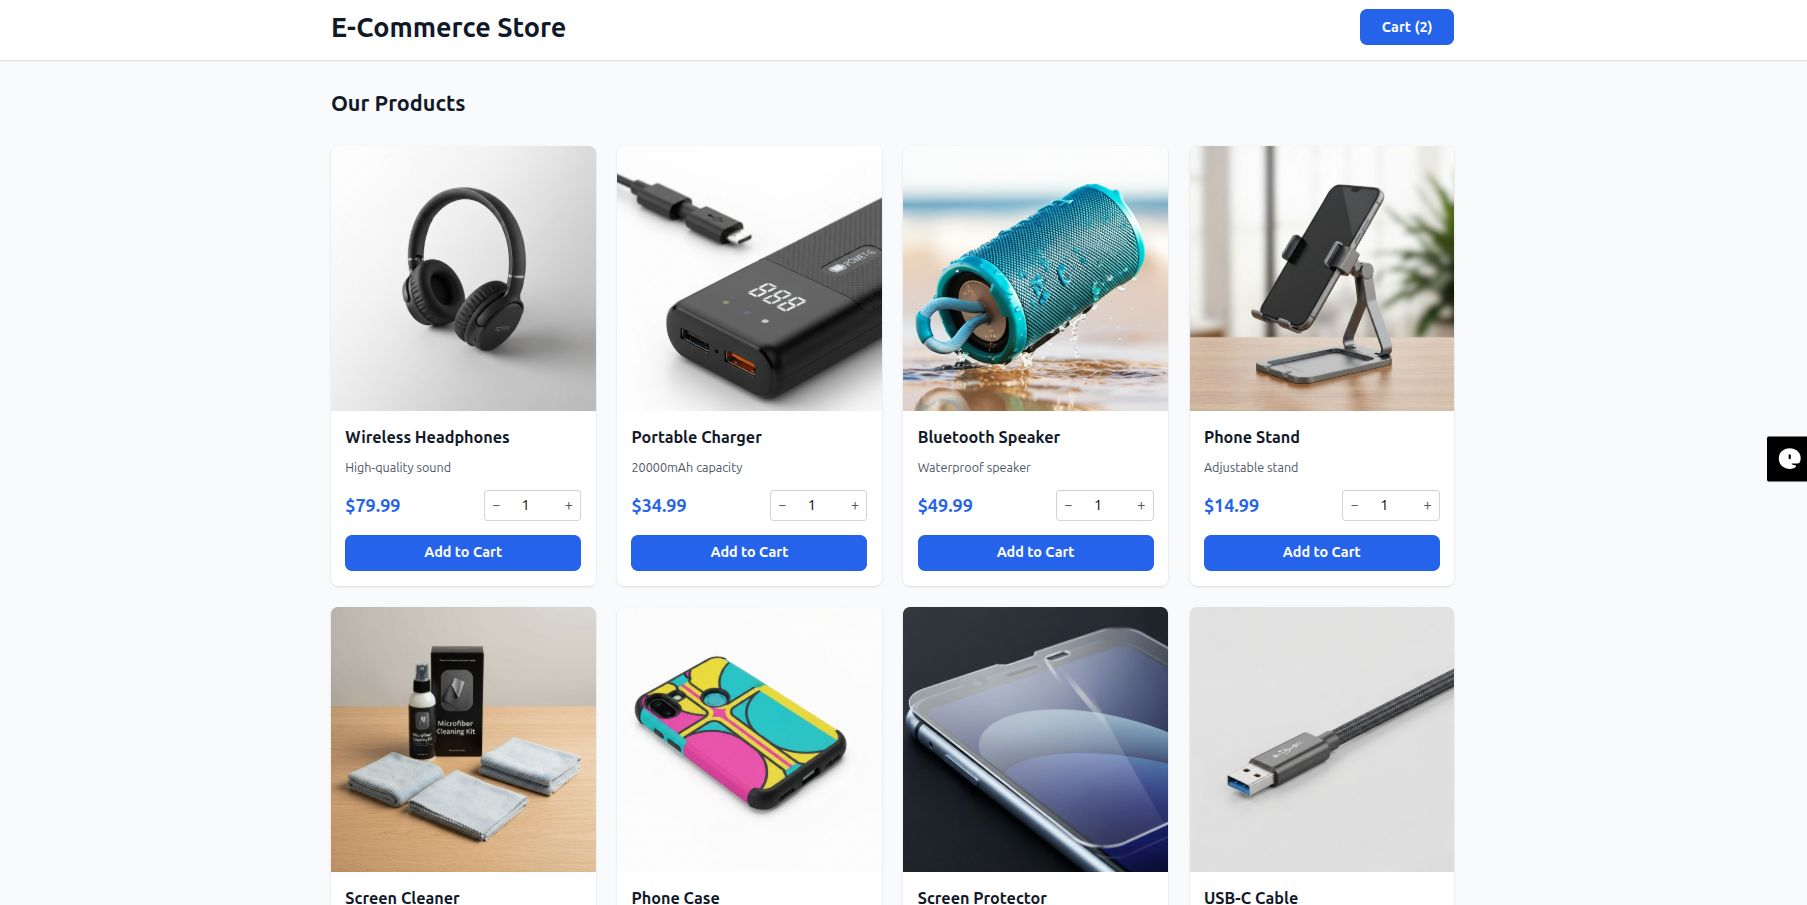 E-Commerce Store
Cart (2)
Our Products
Wireless Headphones
High-quality sound
$79.99
− 1 +
Add to Cart
Portable Charger
20000mAh capacity
$34.99
− 1 +
Add to Cart
Bluetooth Speaker
Waterproof speaker
$49.99
− 1 +
Add to Cart
Phone Stand
Adjustable stand
$14.99
− 1 +
Add to Cart
Microfiber
Cleaning Kit
Screen Cleaner
Phone Case
Screen Protector
USB-C Cable